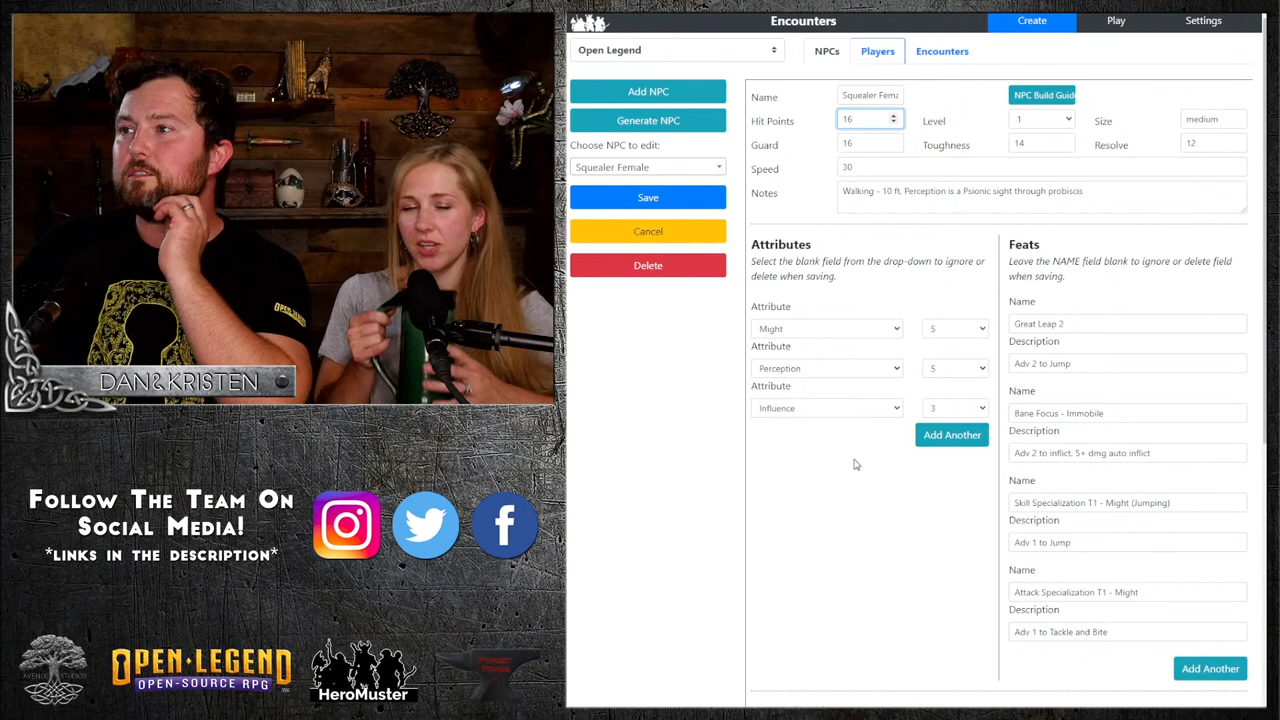 Encounters
Create
Play
Settings
Open Legend
NPCs
Players
Encounters
Add NPC
Generate NPC
Choose NPC to edit:
Squealer Female
Save
Cancel
Delete
Name
Squealer Fema
NPC Build Guid
Hit Points
16
Level
1
Size
medium
Guard
16
Toughness
14
Resolve
12
Speed
30
Notes
Walking - 10 ft, Perception is a Psionic sight through probiscis
Attributes
Select the blank field from the drop-down to ignore or
delete when saving.
Attribute
Might
5
Attribute
Perception
5
Attribute
Influence
3
Add Another
Feats
Leave the NAME field blank to ignore or delete field
when saving.
Name
Great Leap 2
Description
Adv 2 to Jump
Name
Bane Focus - Immobile
Description
Adv 2 to inflict, 5+ dmg auto inflict
Name
Skill Specialization T1 - Might (Jumping)
Description
Adv 1 to Jump
Name
Attack Specialization T1 - Might
Description
Adv 1 to Tackle and Bite
Add Another
OPEN·LEGEND
DAN & KRISTEN
FOLLOW THE TEAM ON
SOCIAL MEDIA!
*LINKS IN THE DESCRIPTION*
AVENUE STUDIOS
OPEN·LEGEND
OPEN-SOURCE RPG
HeroMuster